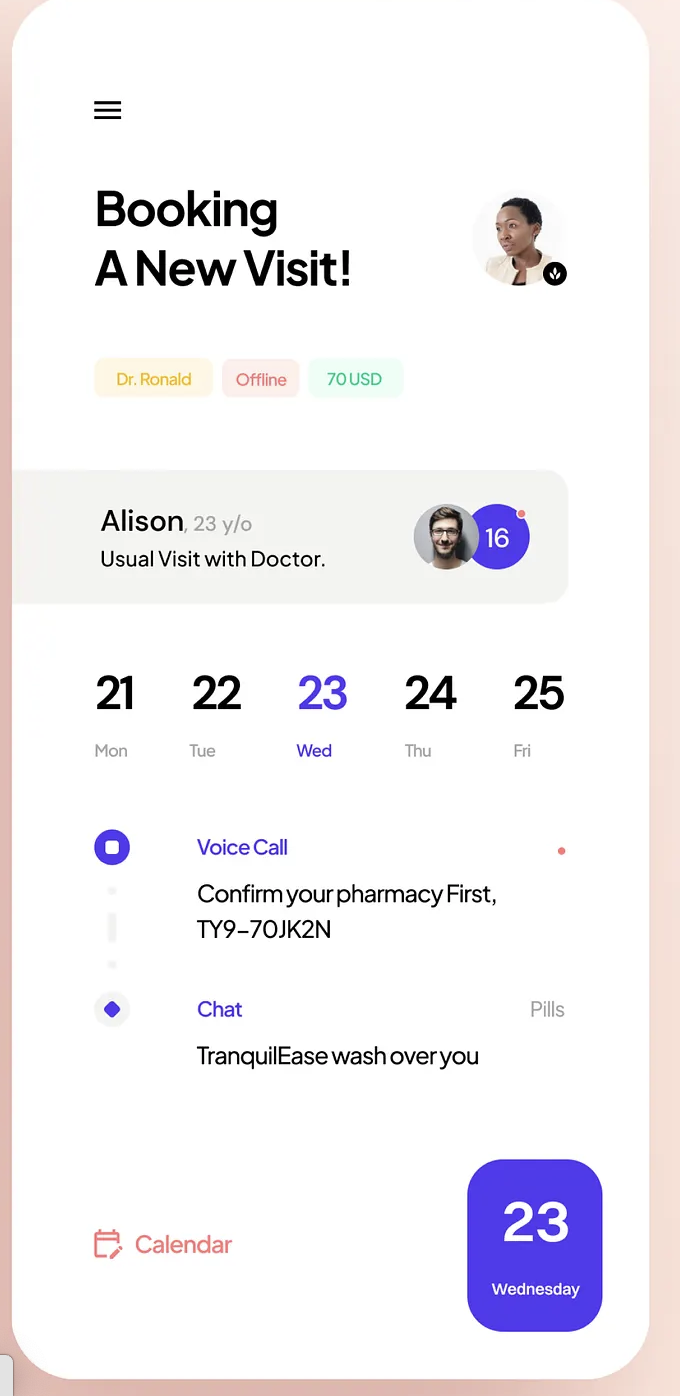 Booking
A New Visit!
Dr. Ronald
Offline
70 USD
Alison, 23 y/o
Usual Visit with Doctor.
16
21 22 23 24 25
Mon Tue Wed Thu Fri
Voice Call
Confirm your pharmacy First,
TY9–70JK2N
Chat Pills
TranquilEase wash over you
Calendar
23
Wednesday